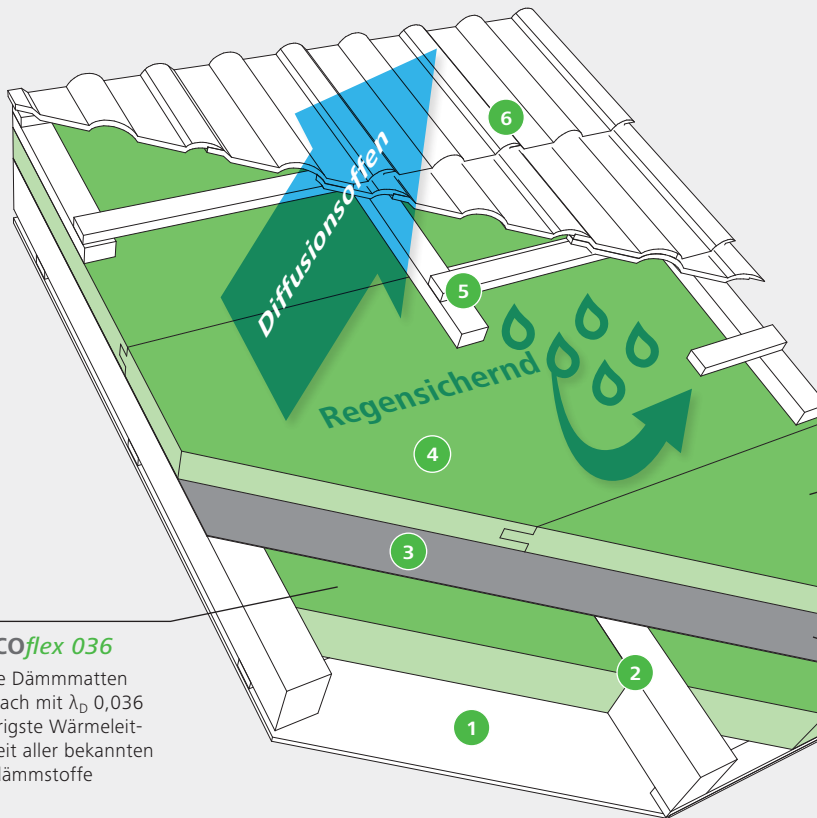 6
Diffusionsoffen
5
Regensichernd
4
3
COflex 036
e Dämmmatten
ach mit λD 0,036
rigste Wärmeleit-
eit aller bekannten
dämmstoffe
2
1